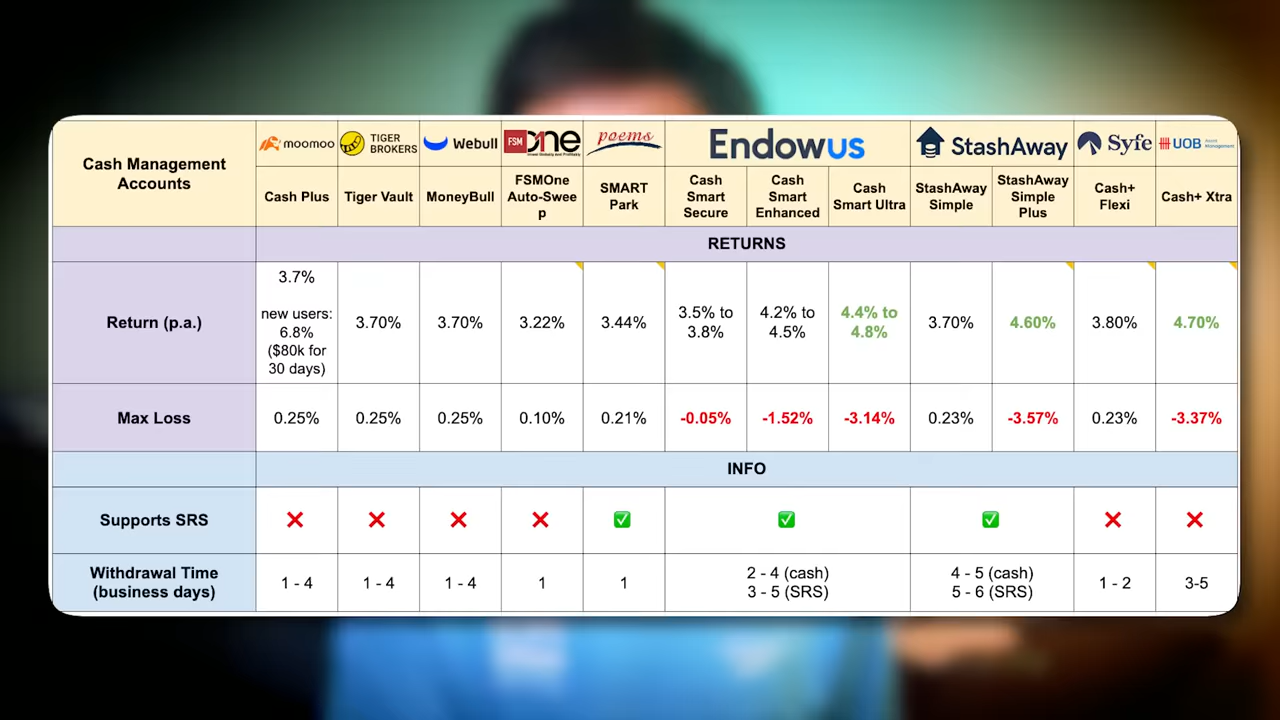 Cash Management
Accounts
moomoo
TIGER
BROKERS
Webull
FSM
One
poems
Endowus
StashAway
Syfe
UOB Asset
Management
Cash Plus
Tiger Vault
MoneyBull
FSMOne
Auto-Swee
p
SMART
Park
Cash
Smart
Secure
Cash
Smart
Enhanced
Cash
Smart Ultra
StashAway
Simple
StashAway
Simple
Plus
Cash+
Flexi
Cash+ Xtra
RETURNS
Return (p.a.)
3.7%
new users:
6.8%
($80k for
30 days)
3.70%
3.70%
3.22%
3.44%
3.5% to
3.8%
4.2% to
4.5%
4.4% to
4.8%
3.70%
4.60%
3.80%
4.70%
Max Loss
0.25%
0.25%
0.25%
0.10%
0.21%
-0.05%
-1.52%
-3.14%
0.23%
-3.57%
0.23%
-3.37%
INFO
Supports SRS
Withdrawal Time
(business days)
1 - 4
1 - 4
1 - 4
1
1
2 - 4 (cash)
3 - 5 (SRS)
4 - 5 (cash)
5 - 6 (SRS)
1 - 2
3-5